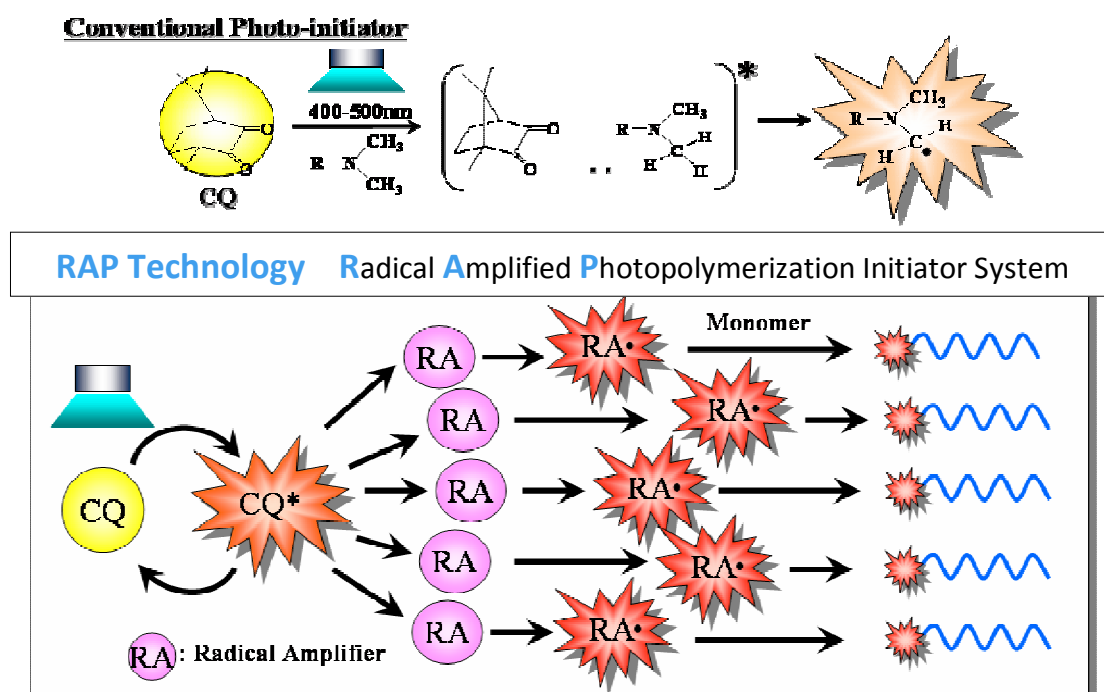 Conventional Photo-initiator
400-500nm
CQ
O
O
R N CH3
CH3
O
O
R–N CH3
H
H–C
H
*
R–N CH3
H
H C•
RAP Technology Radical Amplified Photopolymerization Initiator System
Monomer
CQ
CQ*
RA RA•
RA RA•
RA RA•
RA RA•
RA RA•
RA : Radical Amplifier